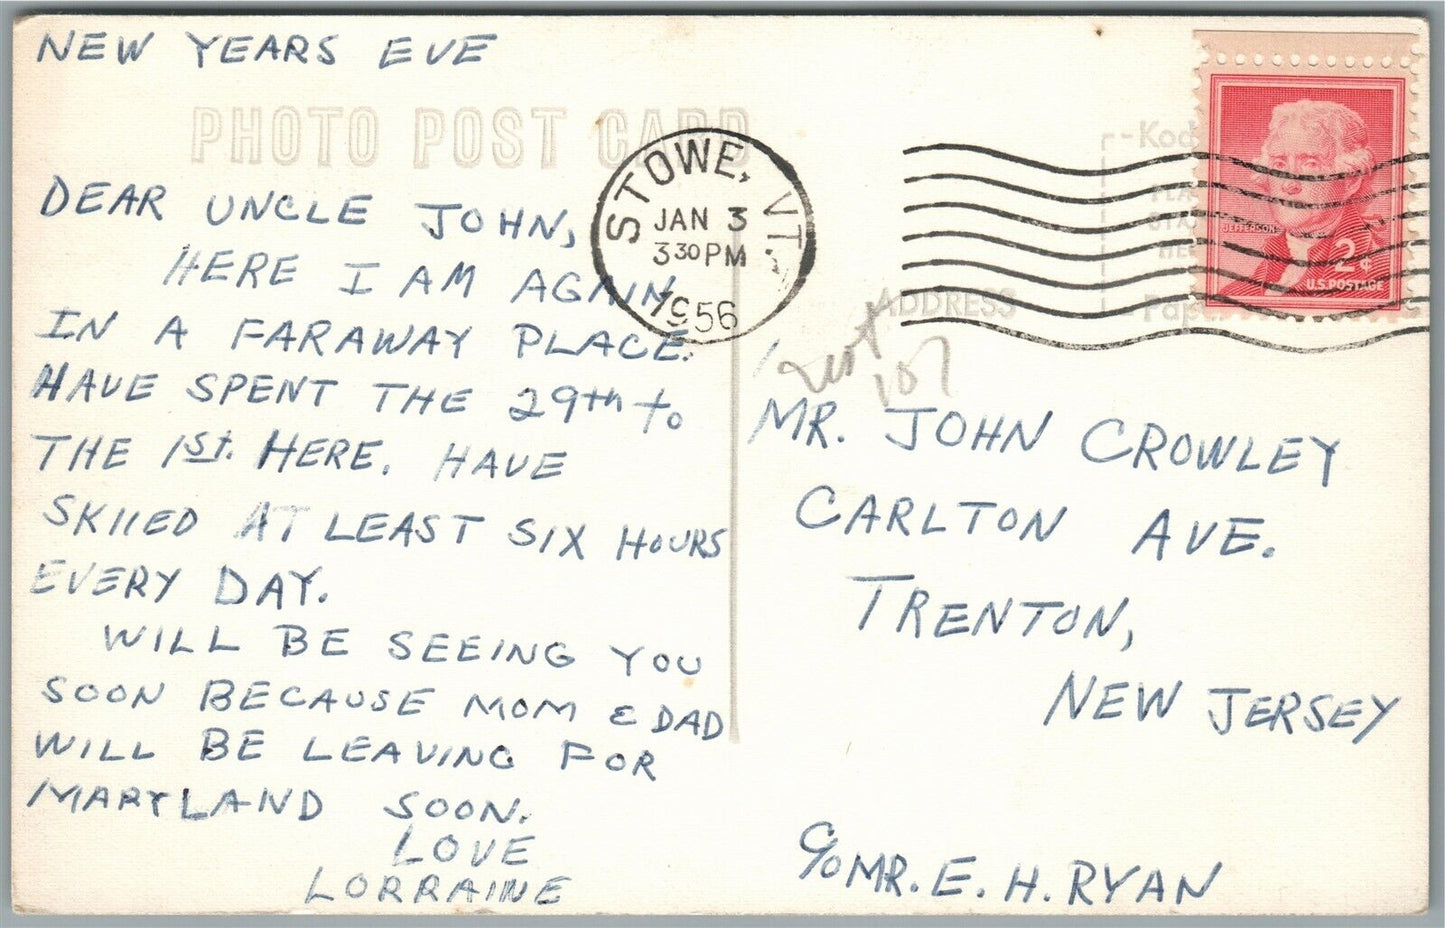 NEW YEARS EVE
PHOTO POST CARD
DEAR UNCLE JOHN,
HERE I AM AGAIN
IN A FARAWAY PLACE.
HAVE SPENT THE 29th to
THE 1st. HERE. HAVE
SKIIED AT LEAST SIX HOURS
EVERY DAY.
WILL BE SEEING YOU
SOON BECAUSE MOM & DAD
WILL BE LEAVING FOR
MARYLAND SOON.
LOVE
LORRAINE
STOWE, VT.
JAN 3
3 30 PM
1956
JEFFERSON
2¢
U.S. POSTAGE
ADDRESS
107
MR. JOHN CROWLEY
CARLTON AVE.
TRENTON,
NEW JERSEY
C/O MR. E. H. RYAN